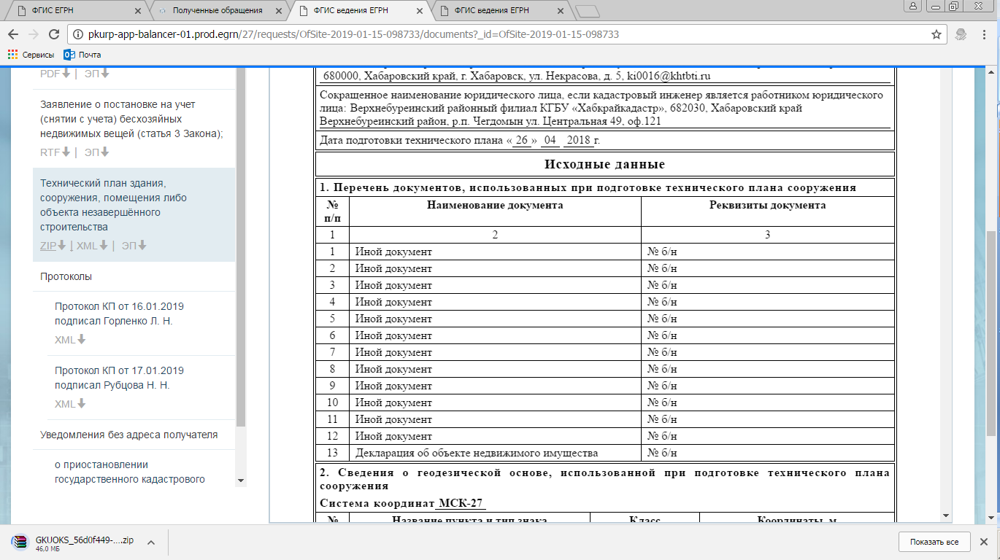 ФГИС ЕГРН
Полученные обращения
ФГИС ведения ЕГРН
ФГИС ведения ЕГРН
pkurp-app-balancer-01.prod.egrn/27/requests/OfSite-2019-01-15-098733/documents?_id=OfSite-2019-01-15-098733
Сервисы
Почта
PDF | ЭП
Заявление о постановке на учет
(снятии с учета) бесхозяйных
недвижимых вещей (статья 3 Закона);
RTF | ЭП
Технический план здания,
сооружения, помещения либо
объекта незавершённого
строительства
ZIP | XML | ЭП
Протоколы
Протокол КП от 16.01.2019
подписал Горленко Л. Н.
XML
Протокол КП от 17.01.2019
подписал Рубцова Н. Н.
XML
Уведомления без адреса получателя
о приостановлении
государственного кадастрового
680000, Хабаровский край, г. Хабаровск, ул. Некрасова, д. 5, ki0016@khtbti.ru
Сокращенное наименование юридического лица, если кадастровый инженер является работником юридического
лица: Верхнебуреинский районный филиал КГБУ «Хабкрайкадастр», 682030, Хабаровский край
Верхнебуреинский район, р.п. Чегдомын ул. Центральная 49, оф.121
Дата подготовки технического плана « 26 » 04 2018 г.
Исходные данные
1. Перечень документов, использованных при подготовке технического плана сооружения
№ п/п Наименование документа Реквизиты документа
1 2 3
1 Иной документ № б/н
2 Иной документ № б/н
3 Иной документ № б/н
4 Иной документ № б/н
5 Иной документ № б/н
6 Иной документ № б/н
7 Иной документ № б/н
8 Иной документ № б/н
9 Иной документ № б/н
10 Иной документ № б/н
11 Иной документ № б/н
12 Иной документ № б/н
13 Декларация об объекте недвижимого имущества № б/н
2. Сведения о геодезической основе, использованной при подготовке технического плана
сооружения
Система координат МСК-27
№ Название пункта и тип знака Класс Координаты, м
GKUOKS_56d0f449-....zip
46,0 МБ
Показать все